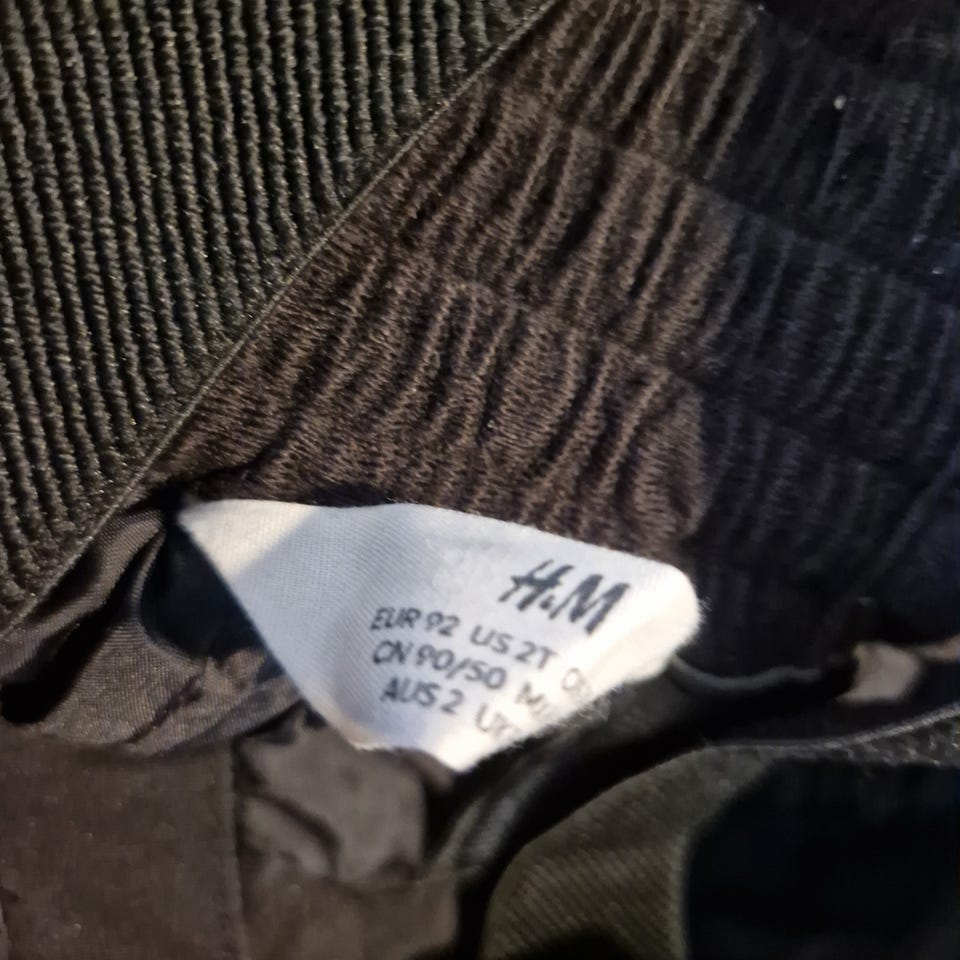 H&M
EUR 92 US 2T
CN 90/50
AUS 2